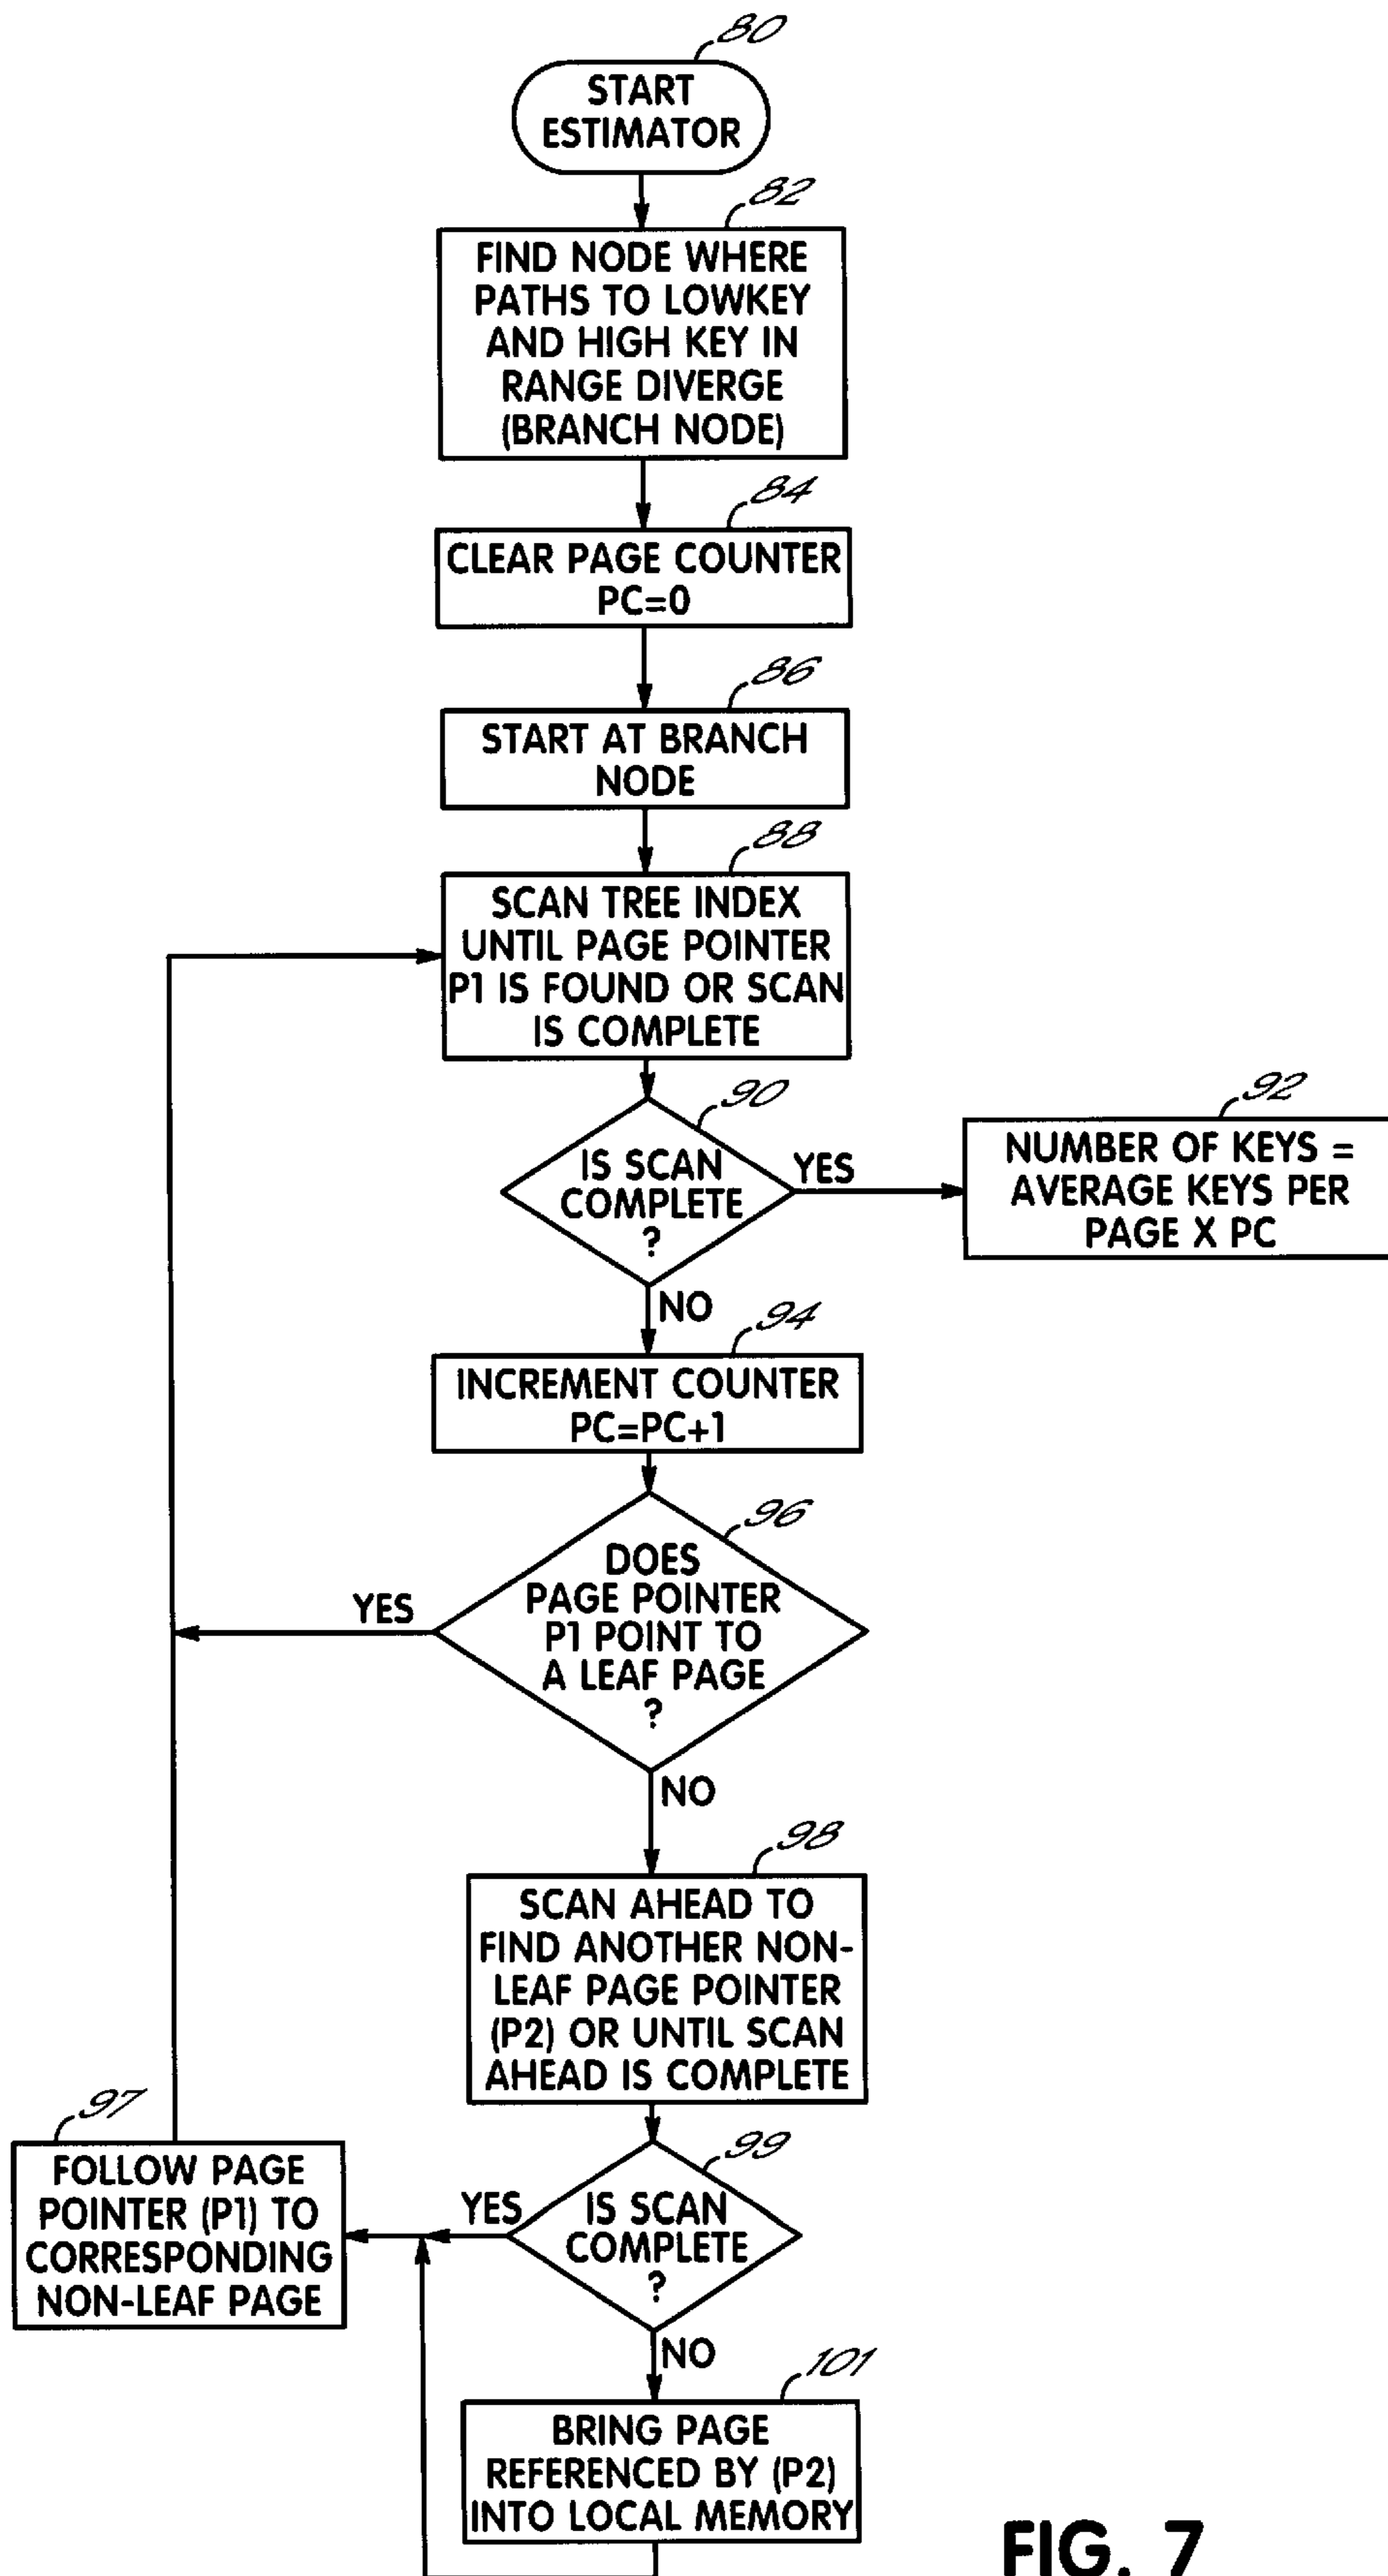 80
START
ESTIMATOR
82
FIND NODE WHERE
PATHS TO LOWKEY
AND HIGH KEY IN
RANGE DIVERGE
(BRANCH NODE)
84
CLEAR PAGE COUNTER
PC=0
86
START AT BRANCH
NODE
88
SCAN TREE INDEX
UNTIL PAGE POINTER
P1 IS FOUND OR SCAN
IS COMPLETE
90
IS SCAN
COMPLETE
?
YES
92
NUMBER OF KEYS =
AVERAGE KEYS PER
PAGE X PC
NO
94
INCREMENT COUNTER
PC=PC+1
96
DOES
PAGE POINTER
P1 POINT TO
A LEAF PAGE
?
YES
NO
98
SCAN AHEAD TO
FIND ANOTHER NON-
LEAF PAGE POINTER
(P2) OR UNTIL SCAN
AHEAD IS COMPLETE
97
FOLLOW PAGE
POINTER (P1) TO
CORRESPONDING
NON-LEAF PAGE
99
IS SCAN
COMPLETE
?
YES
NO
101
BRING PAGE
REFERENCED BY (P2)
INTO LOCAL MEMORY
FIG. 7